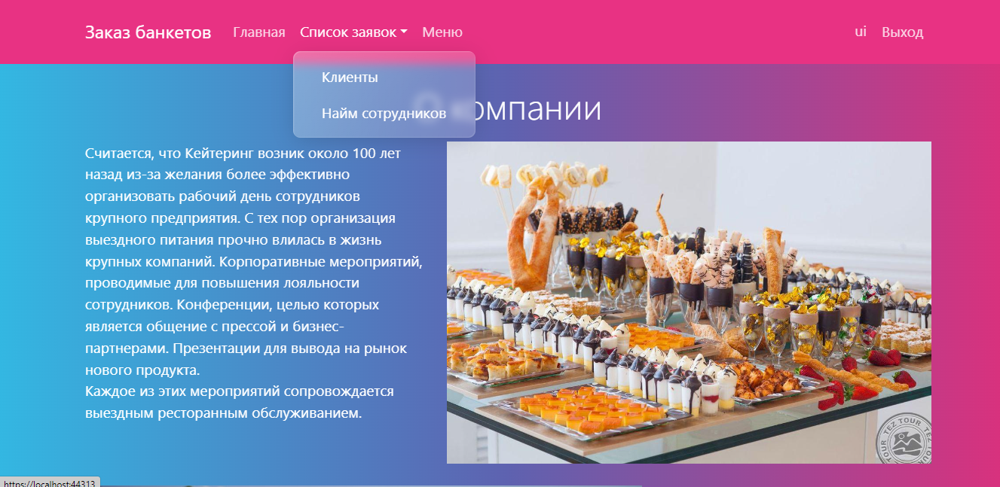 Заказ банкетов Главная Список заявок Меню ui Выход
Клиенты
Найм сотрудников
О компании
Считается, что Кейтеринг возник около 100 лет
назад из-за желания более эффективно
организовать рабочий день сотрудников
крупного предприятия. С тех пор организация
выездного питания прочно влилась в жизнь
крупных компаний. Корпоративные мероприятий,
проводимые для повышения лояльности
сотрудников. Конференции, целью которых
является общение с прессой и бизнес-
партнерами. Презентации для вывода на рынок
нового продукта.
Каждое из этих мероприятий сопровождается
выездным ресторанным обслуживанием.
TEZ TOUR TEZ TOUR
https://localhost:44313